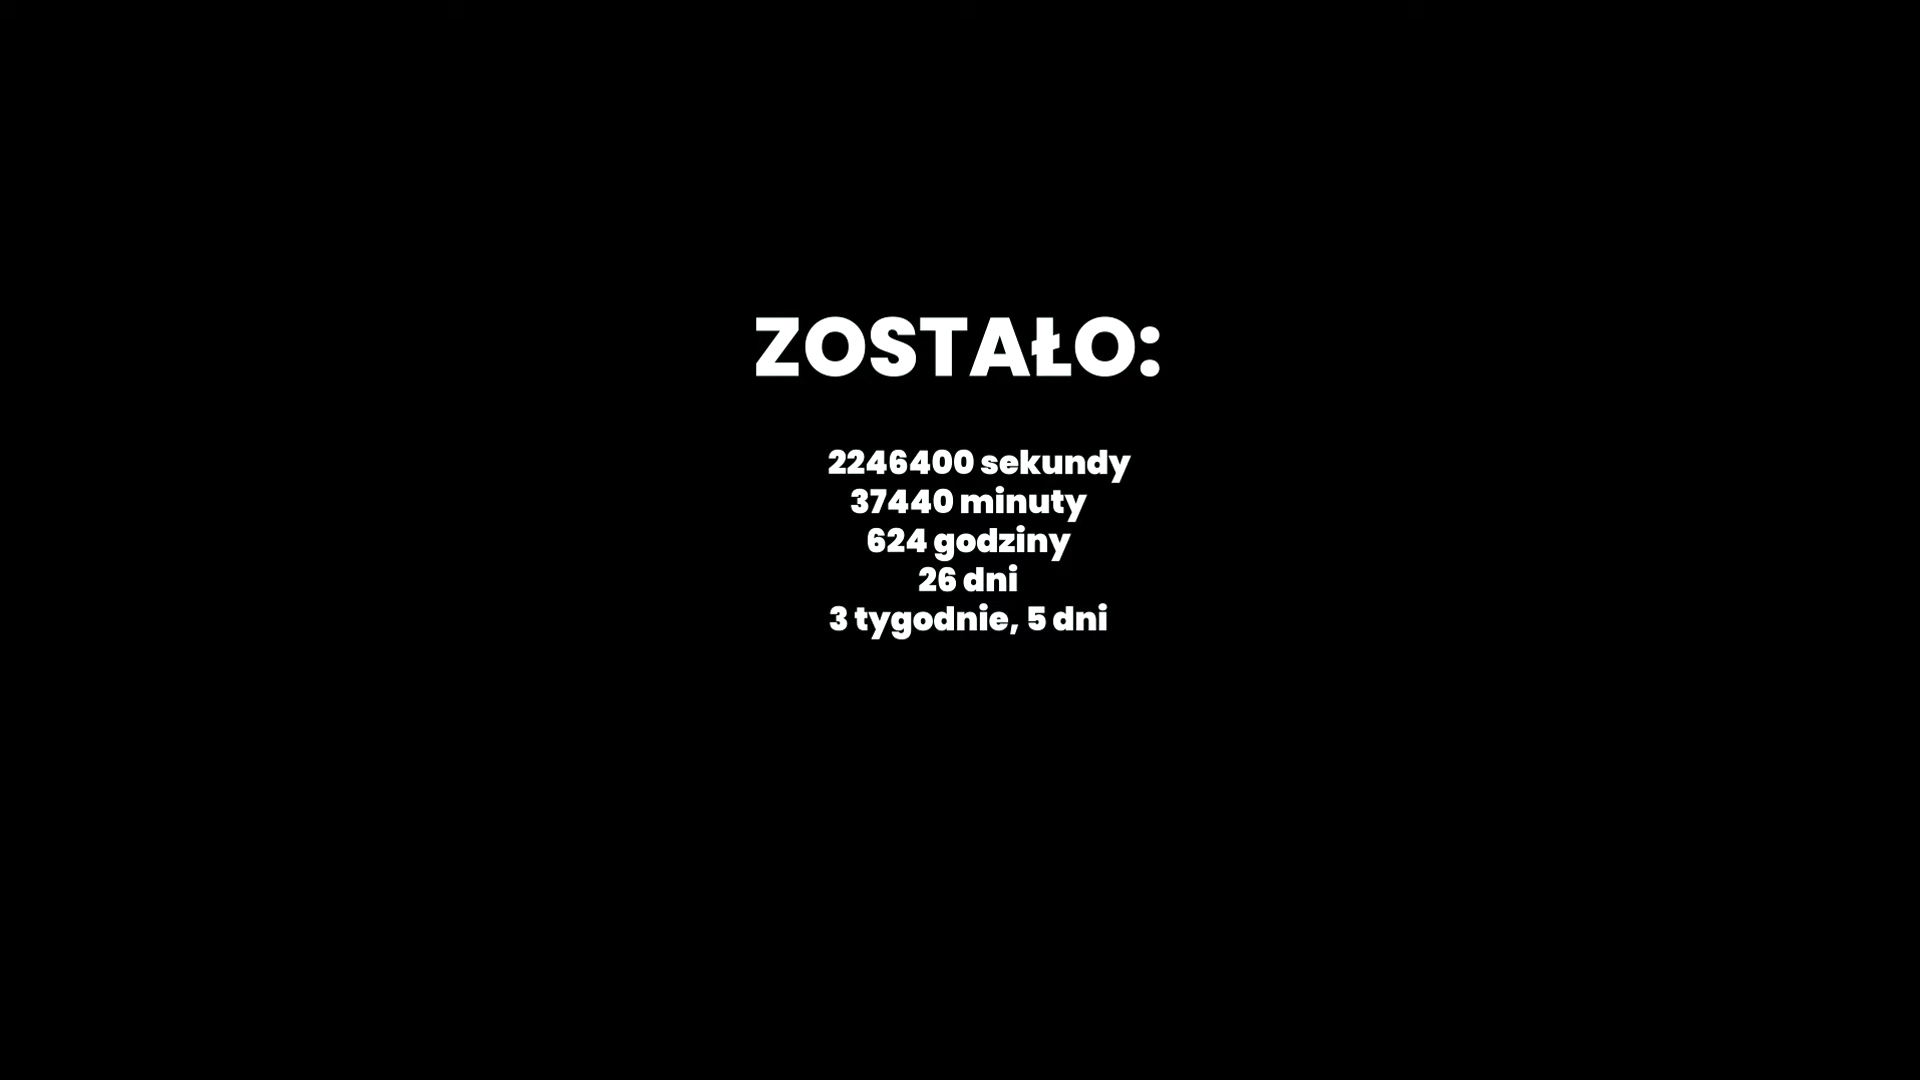 ZOSTAŁO:
2246400 sekundy
37440 minuty
624 godziny
26 dni
3 tygodnie, 5 dni